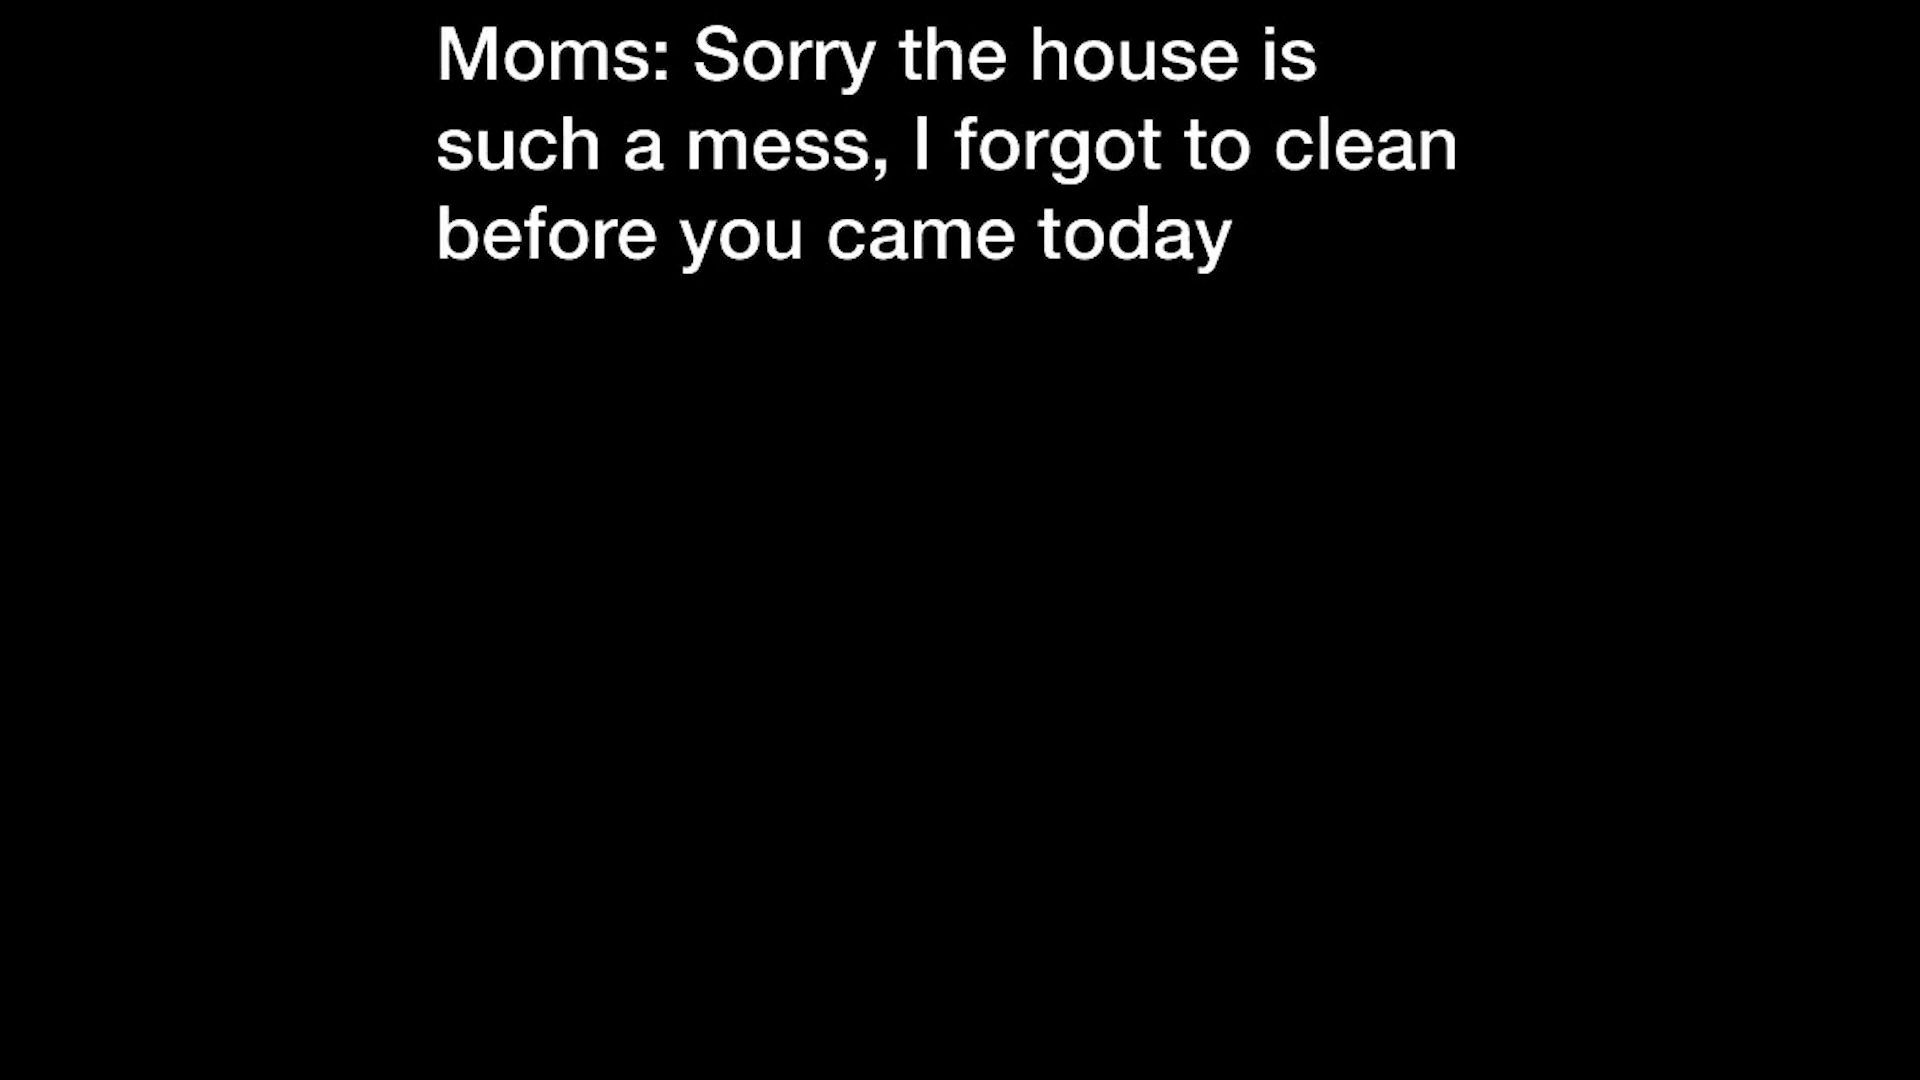 Moms: Sorry the house is
such a mess, I forgot to clean
before you came today